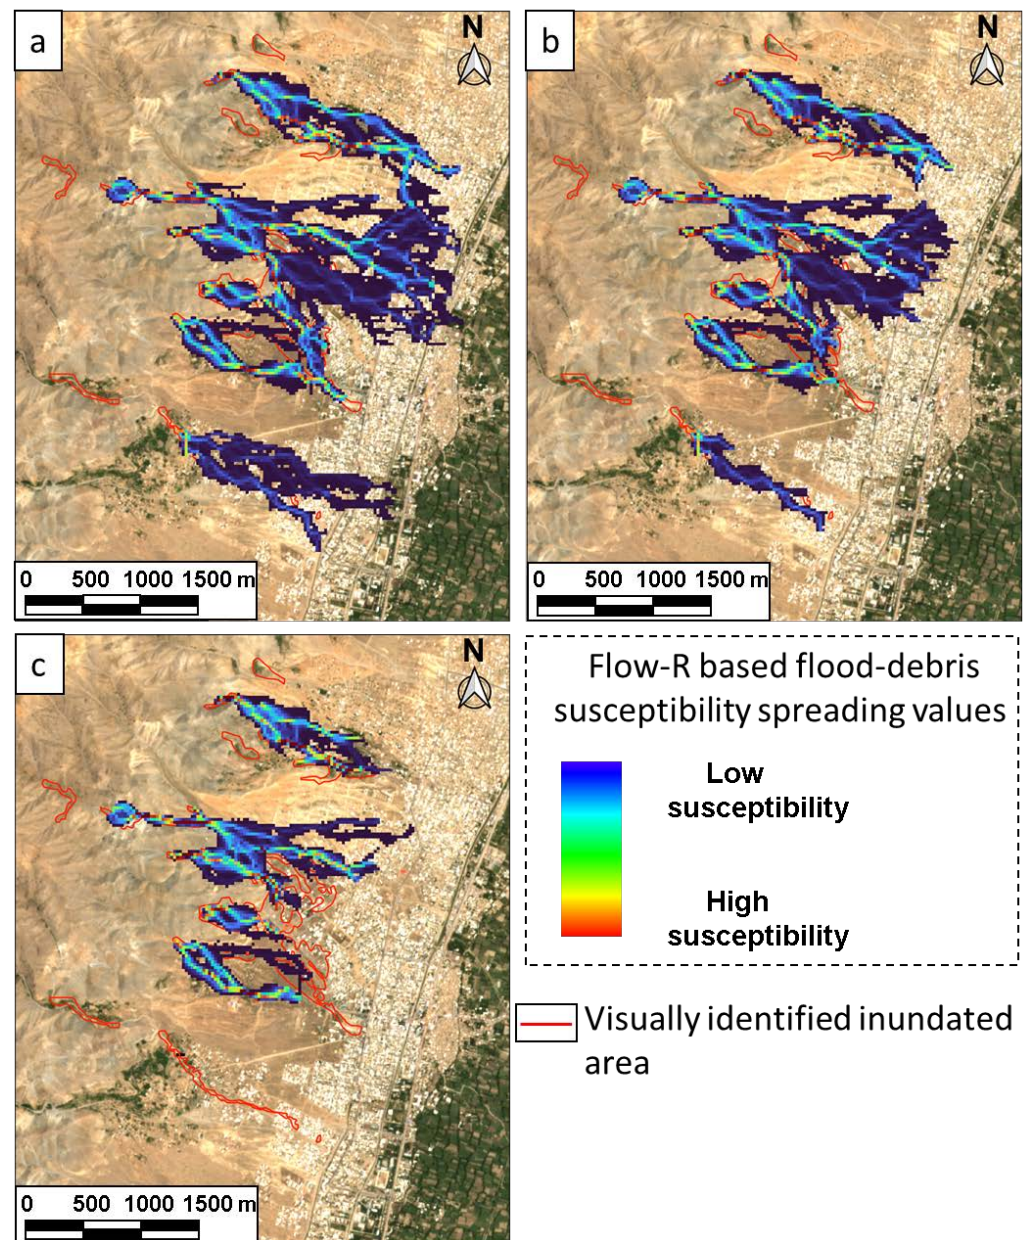 a
N
0 500 1000 1500 m
b
N
0 500 1000 1500 m
c
N
0 500 1000 1500 m
Flow-R based flood-debris
susceptibility spreading values
Low
susceptibility
High
susceptibility
Visually identified inundated
area